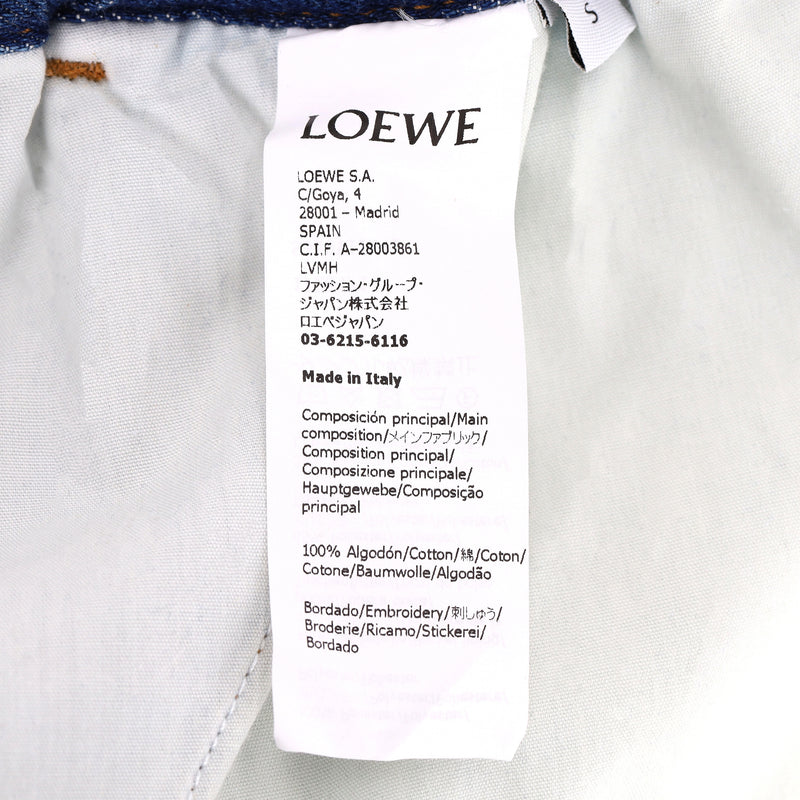 S
LOEWE
LOEWE S.A.
C/Goya, 4
28001 – Madrid
SPAIN
C.I.F. A-28003861
LVMH
ファッション・グループ・
ジャパン株式会社
ロエベジャパン
03-6215-6116
Made in Italy
Composición principal/Main
composition/メインファブリック/
Composition principal/
Composizione principale/
Hauptgewebe/Composição
principal
100% Algodón/Cotton/綿/Coton/
Cotone/Baumwolle/Algodão
Bordado/Embroidery/刺しゅう/
Broderie/Ricamo/Stickerei/
Bordado